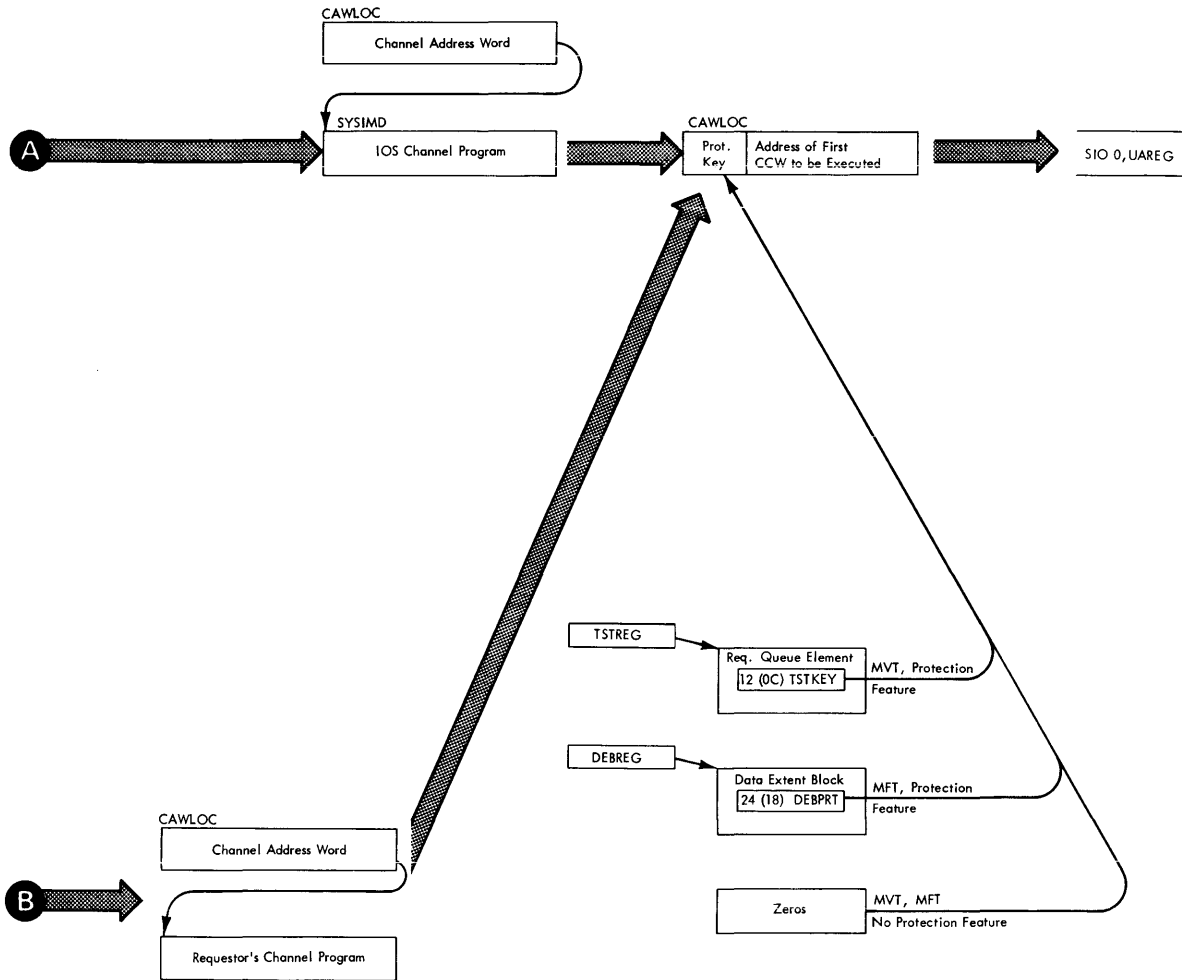 CAWLOC
Channel Address Word
A
SYSIMD
IOS Channel Program
CAWLOC
Prot.
Key
Address of First
CCW to be Executed
SIO 0,UAREG
TSTREG
Req. Queue Element
12 (0C) TSTKEY
MVT, Protection
Feature
DEBREG
Data Extent Block
24 (18) DEBPRT
MFT, Protection
Feature
CAWLOC
Channel Address Word
B
Requestor's Channel Program
Zeros
MVT, MFT
No Protection Feature